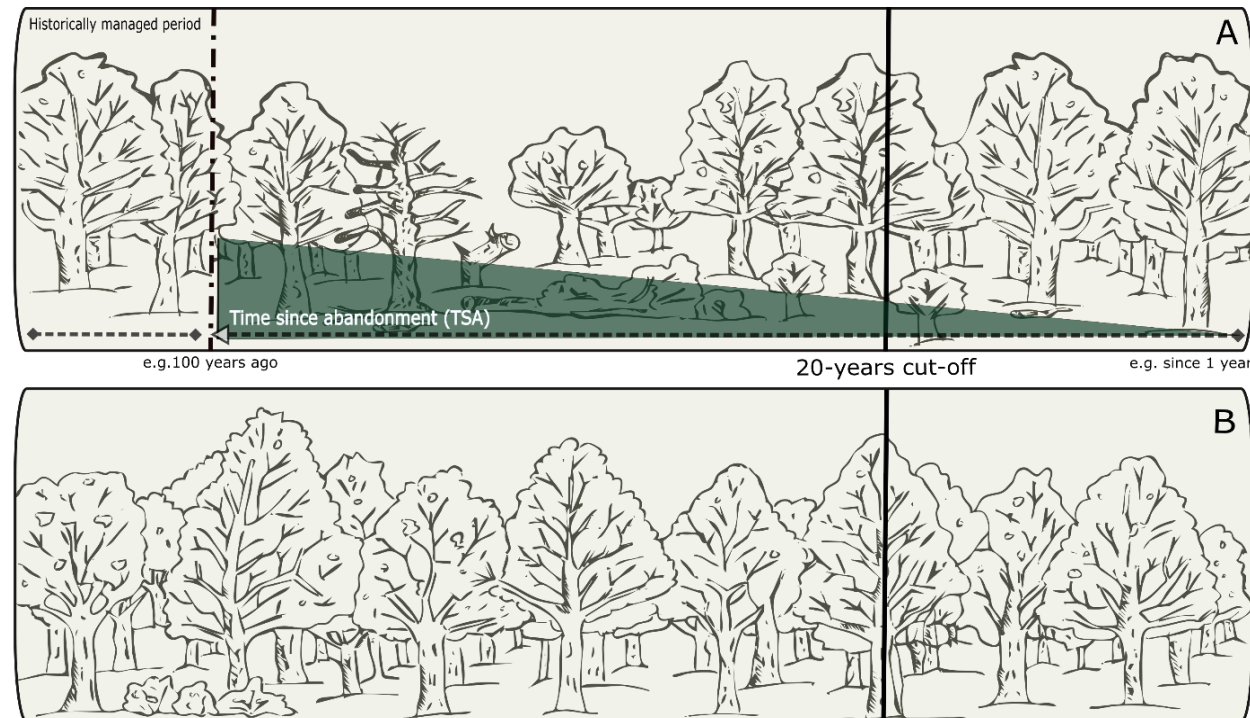 Historically managed period
A
Time since abandonment (TSA)
e.g.100 years ago
20-years cut-off
e.g. since 1 year
B